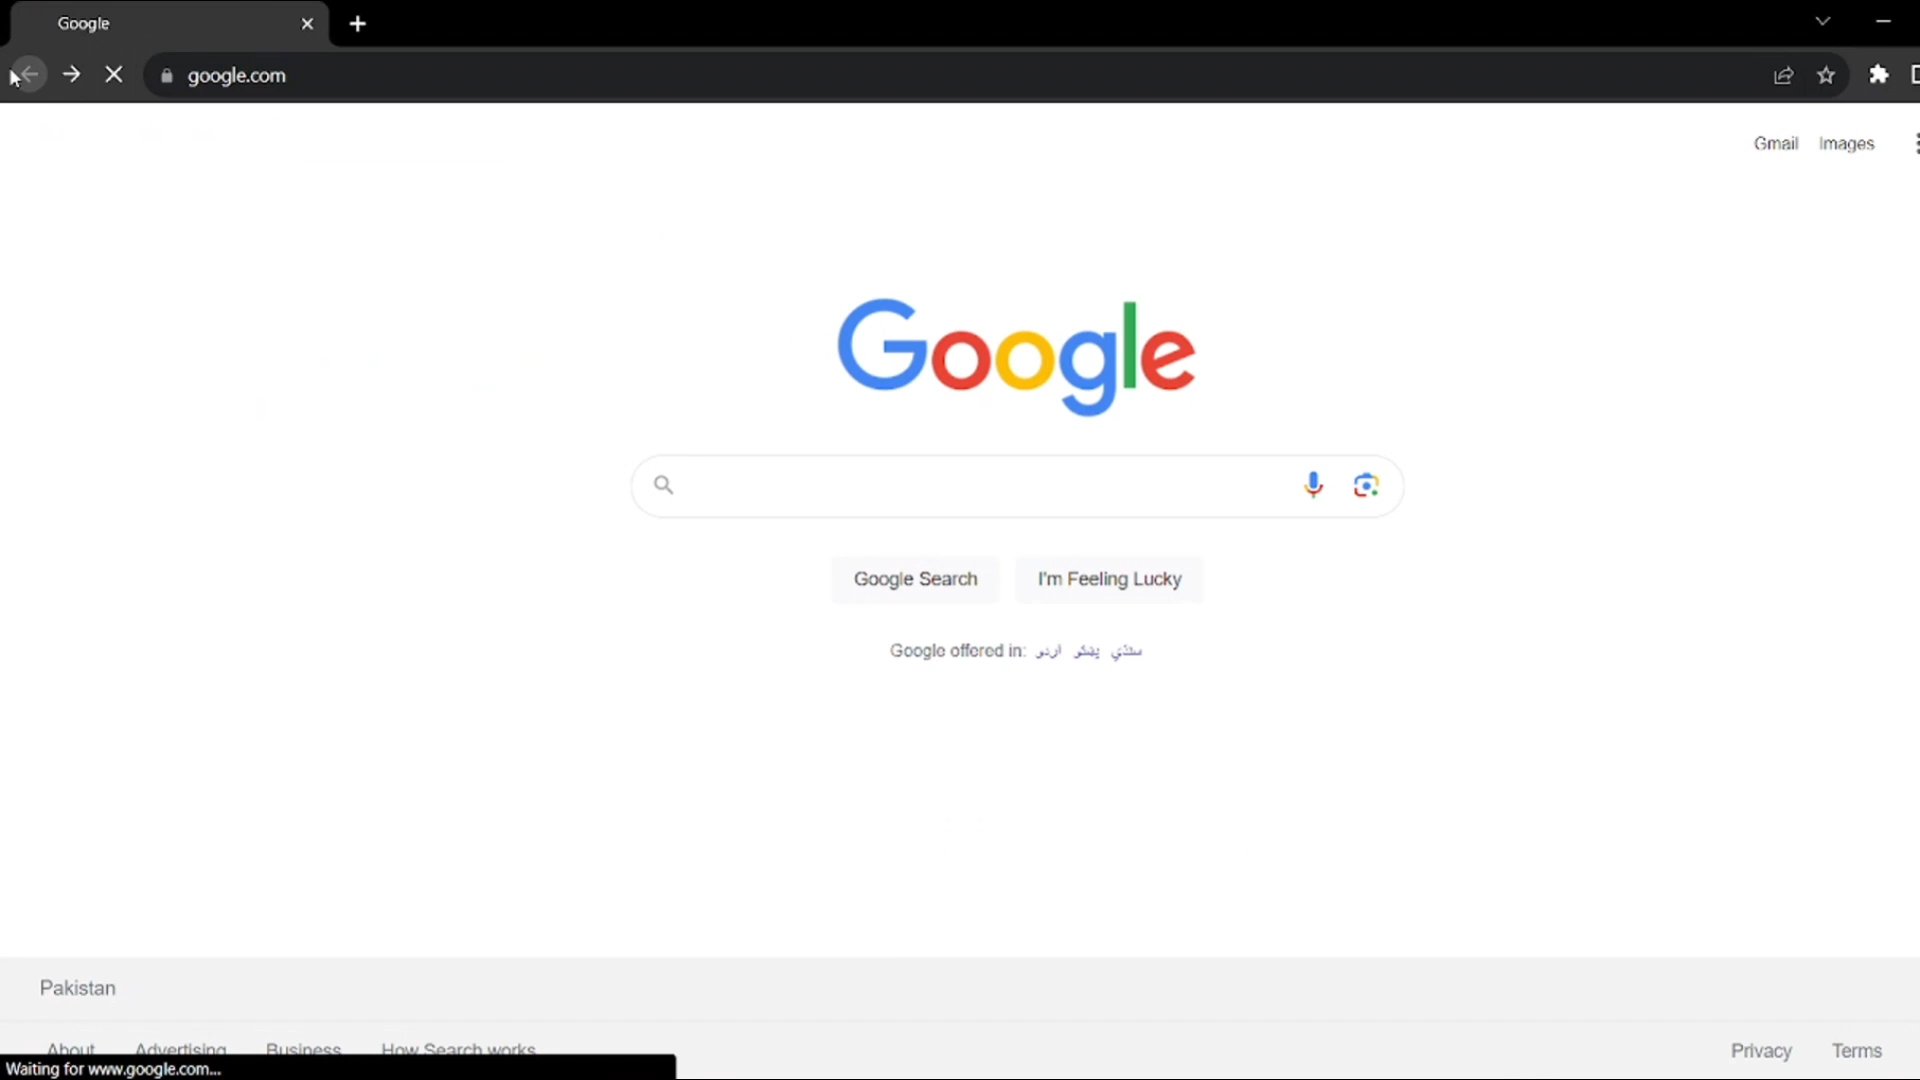 Google
google.com
Gmail Images
Google
Google Search I'm Feeling Lucky
Google offered in: اردو پښتو سنڌي
Pakistan
About Advertising Business How Search works
Privacy Terms
Waiting for www.google.com...